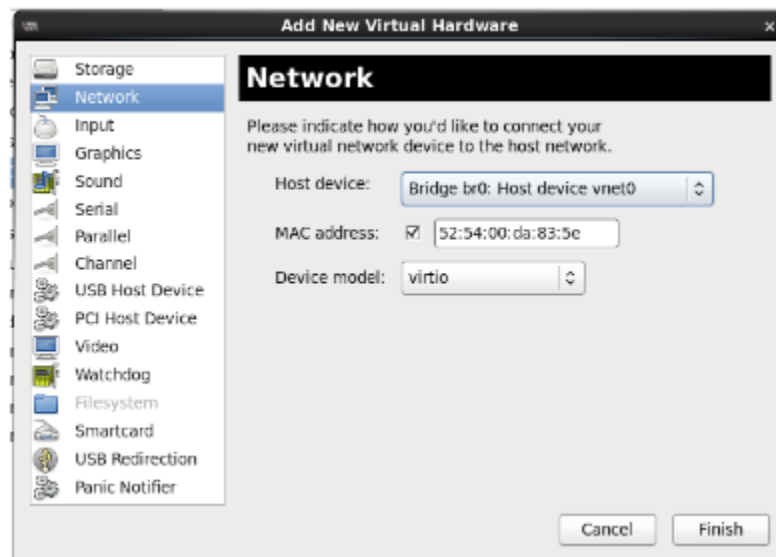 Add New Virtual Hardware
Storage
Network
Input
Graphics
Sound
Serial
Parallel
Channel
USB Host Device
PCI Host Device
Video
Watchdog
Filesystem
Smartcard
USB Redirection
Panic Notifier
Network
Please indicate how you'd like to connect your
new virtual network device to the host network.
Host device: Bridge br0: Host device vnet0
MAC address: 52:54:00:da:83:5e
Device model: virtio
Cancel Finish